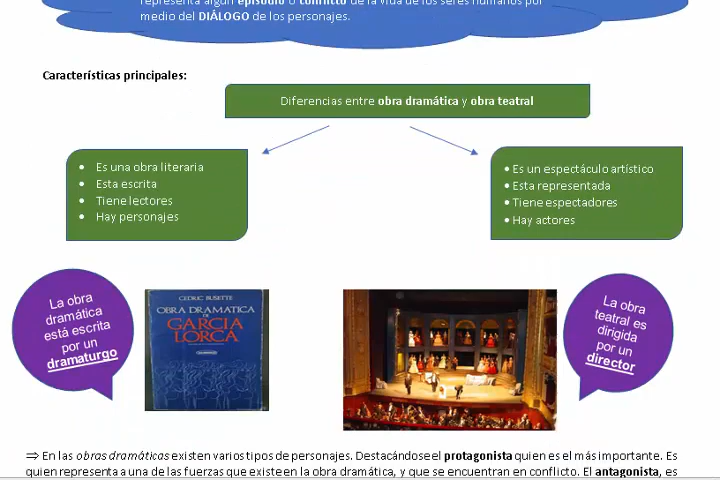 representa algún episodio o conflicto de la vida de los seres humanos por
medio del DIÁLOGO de los personajes.
Características principales:
Diferencias entre obra dramática y obra teatral
• Es una obra literaria
• Esta escrita
• Tiene lectores
• Hay personajes
• Es un espectáculo artístico
• Esta representada
• Tiene espectadores
• Hay actores
La obra
dramática
está escrita
por un
dramaturgo
CEDRIC BUSETTE
OBRA DRAMATICA
DE
GARCIA
LORCA
La obra
teatral es
dirigida
por un
director
⇒ En las obras dramáticas existen varios tipos de personajes. Destacándose el protagonista quien es el más importante. Es
quien representa a una de las fuerzas que existe en la obra dramática, y que se encuentran en conflicto. El antagonista, es